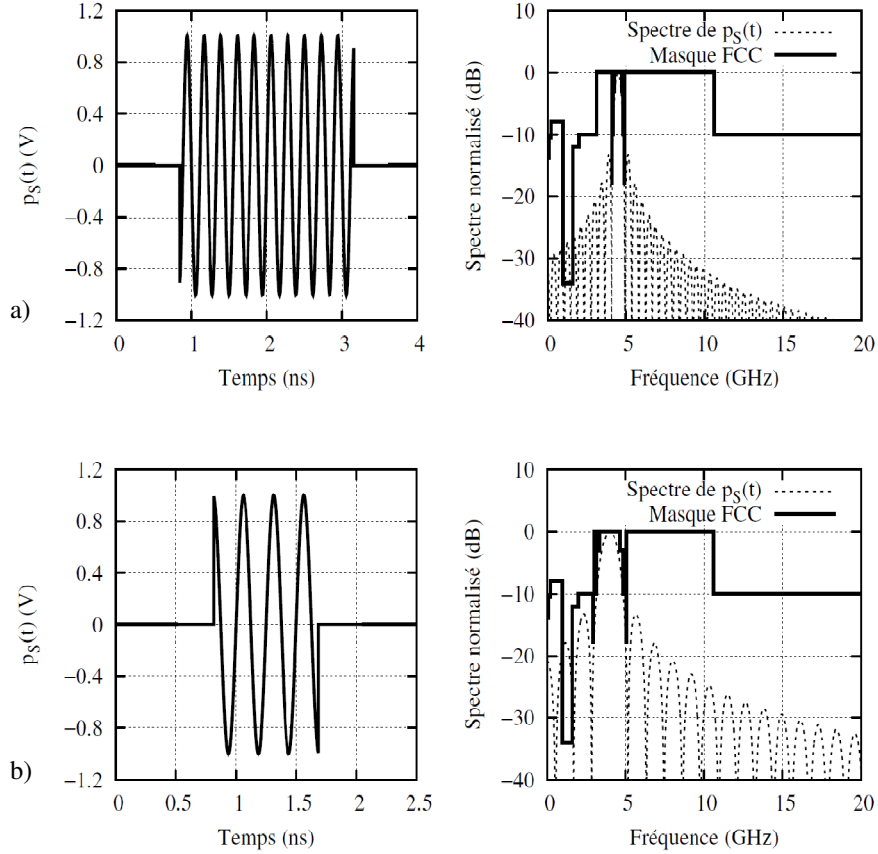 a)
p_S(t) (V)
1.2
0.8
0.4
0
−0.4
−0.8
−1.2
0 1 2 3 4
Temps (ns)
Spectre normalisé (dB)
10
0
−10
−20
−30
−40
0 5 10 15 20
Fréquence (GHz)
Spectre de p_S(t)
Masque FCC
b)
p_S(t) (V)
1.2
0.8
0.4
0
−0.4
−0.8
−1.2
0 0.5 1 1.5 2 2.5
Temps (ns)
Spectre normalisé (dB)
10
0
−10
−20
−30
−40
0 5 10 15 20
Fréquence (GHz)
Spectre de p_S(t)
Masque FCC